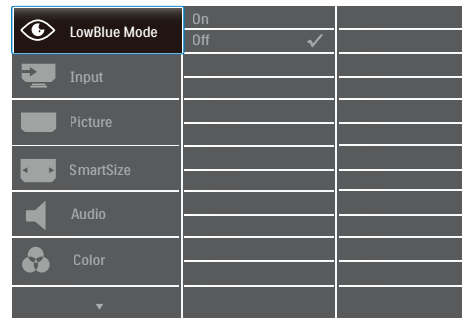 LowBlue Mode
On
Off
Input
Picture
SmartSize
Audio
Color